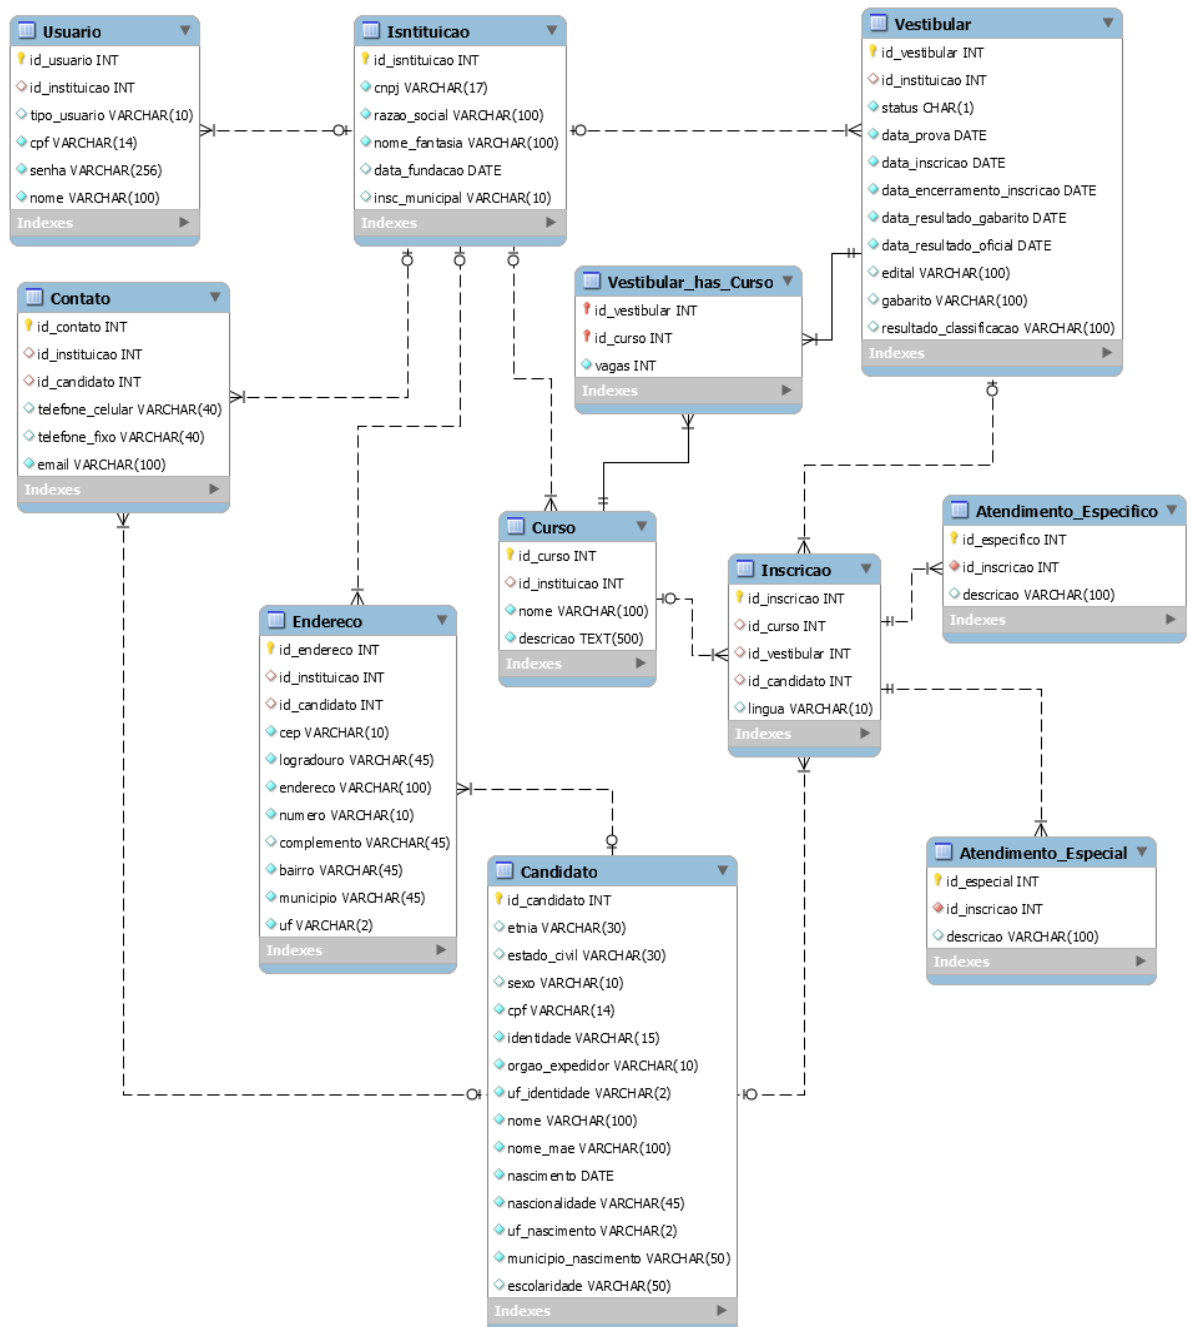 Usuario
id_usuario INT
id_instituicao INT
tipo_usuario VARCHAR(10)
cpf VARCHAR(14)
senha VARCHAR(256)
nome VARCHAR(100)
Indexes
Isntituicao
id_isntituicao INT
cnpj VARCHAR(17)
razao_social VARCHAR(100)
nome_fantasia VARCHAR(100)
data_fundacao DATE
insc_municipal VARCHAR(10)
Indexes
Vestibular
id_vestibular INT
id_instituicao INT
status CHAR(1)
data_prova DATE
data_inscricao DATE
data_encerramento_inscricao DATE
data_resultado_gabarito DATE
data_resultado_oficial DATE
edital VARCHAR(100)
gabarito VARCHAR(100)
resultado_classificacao VARCHAR(100)
Indexes
Contato
id_contato INT
id_instituicao INT
id_candidato INT
telefone_celular VARCHAR(40)
telefone_fixo VARCHAR(40)
email VARCHAR(100)
Indexes
Vestibular_has_Curso
id_vestibular INT
id_curso INT
vagas INT
Indexes
Curso
id_curso INT
id_instituicao INT
nome VARCHAR(100)
descricao TEXT(500)
Indexes
Atendimento_Especifico
id_especifico INT
id_inscricao INT
descricao VARCHAR(100)
Indexes
Inscricao
id_inscricao INT
id_curso INT
id_vestibular INT
id_candidato INT
lingua VARCHAR(10)
Indexes
Endereco
id_endereco INT
id_instituicao INT
id_candidato INT
cep VARCHAR(10)
logradouro VARCHAR(45)
endereco VARCHAR(100)
numero VARCHAR(10)
complemento VARCHAR(45)
bairro VARCHAR(45)
municipio VARCHAR(45)
uf VARCHAR(2)
Indexes
Atendimento_Especial
id_especial INT
id_inscricao INT
descricao VARCHAR(100)
Indexes
Candidato
id_candidato INT
etnia VARCHAR(30)
estado_civil VARCHAR(30)
sexo VARCHAR(10)
cpf VARCHAR(14)
identidade VARCHAR(15)
orgao_expedidor VARCHAR(10)
uf_identidade VARCHAR(2)
nome VARCHAR(100)
nome_mae VARCHAR(100)
nascimento DATE
nascionalidade VARCHAR(45)
uf_nascimento VARCHAR(2)
municipio_nascimento VARCHAR(50)
escolaridade VARCHAR(50)
Indexes